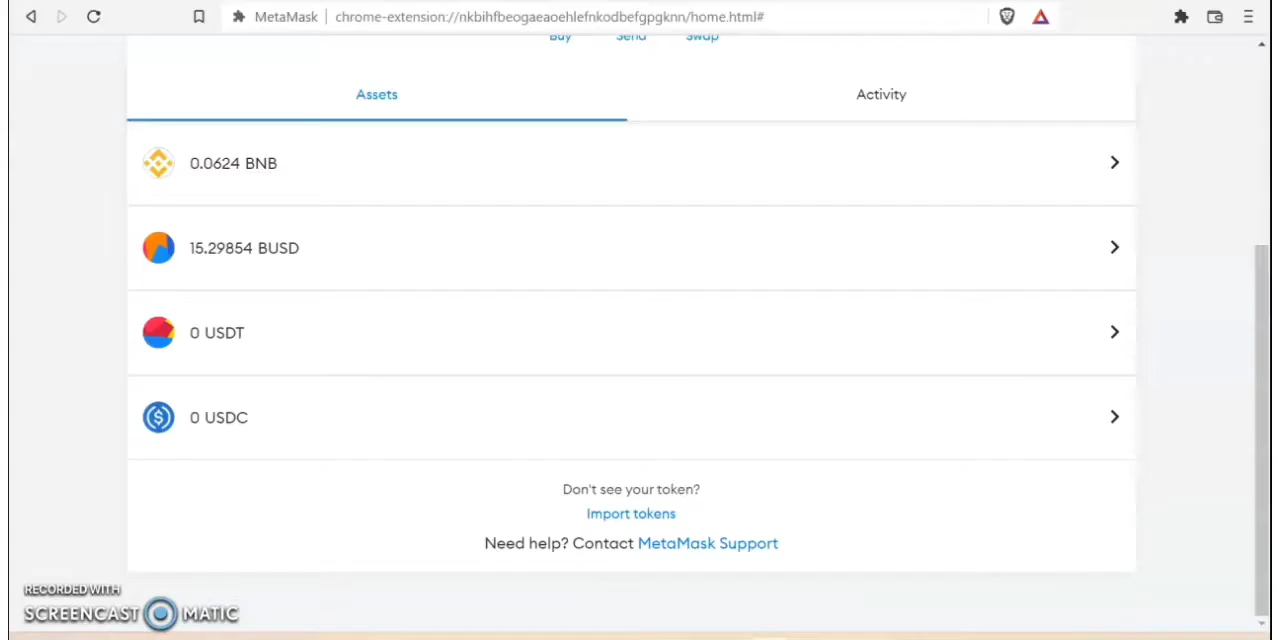 MetaMask | chrome-extension://nkbihfbeogaeaoehlefnkodbefgpgknn/home.html#
Buy Send Swap
Assets Activity
0.0624 BNB
15.29854 BUSD
0 USDT
0 USDC
Don't see your token?
Import tokens
Need help? Contact MetaMask Support
RECORDED WITH
SCREENCAST MATIC